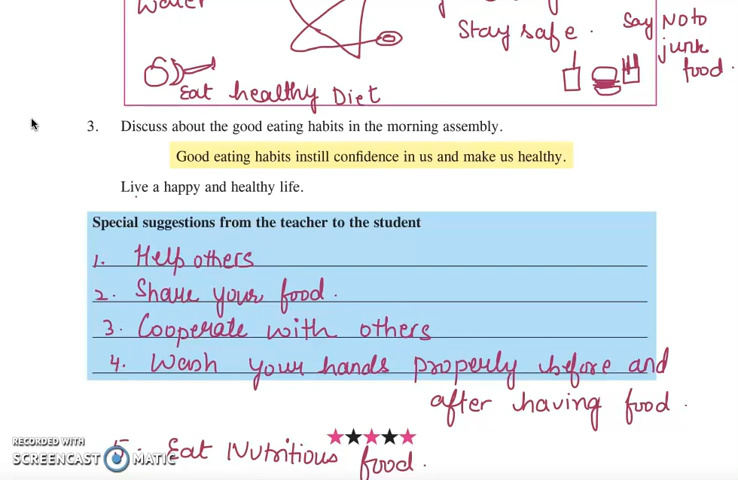 Water
Stay safe.
Say No to
junk
food.
Eat healthy Diet
3. Discuss about the good eating habits in the morning assembly.
Good eating habits instill confidence in us and make us healthy.
Live a happy and healthy life.
Special suggestions from the teacher to the student
1. Help others
2. Share your food.
3. Cooperate with others
4. Wash your hands properly before and
after having food.
5. Eat Nutritious food.
RECORDED WITH
SCREENCAST MATIC